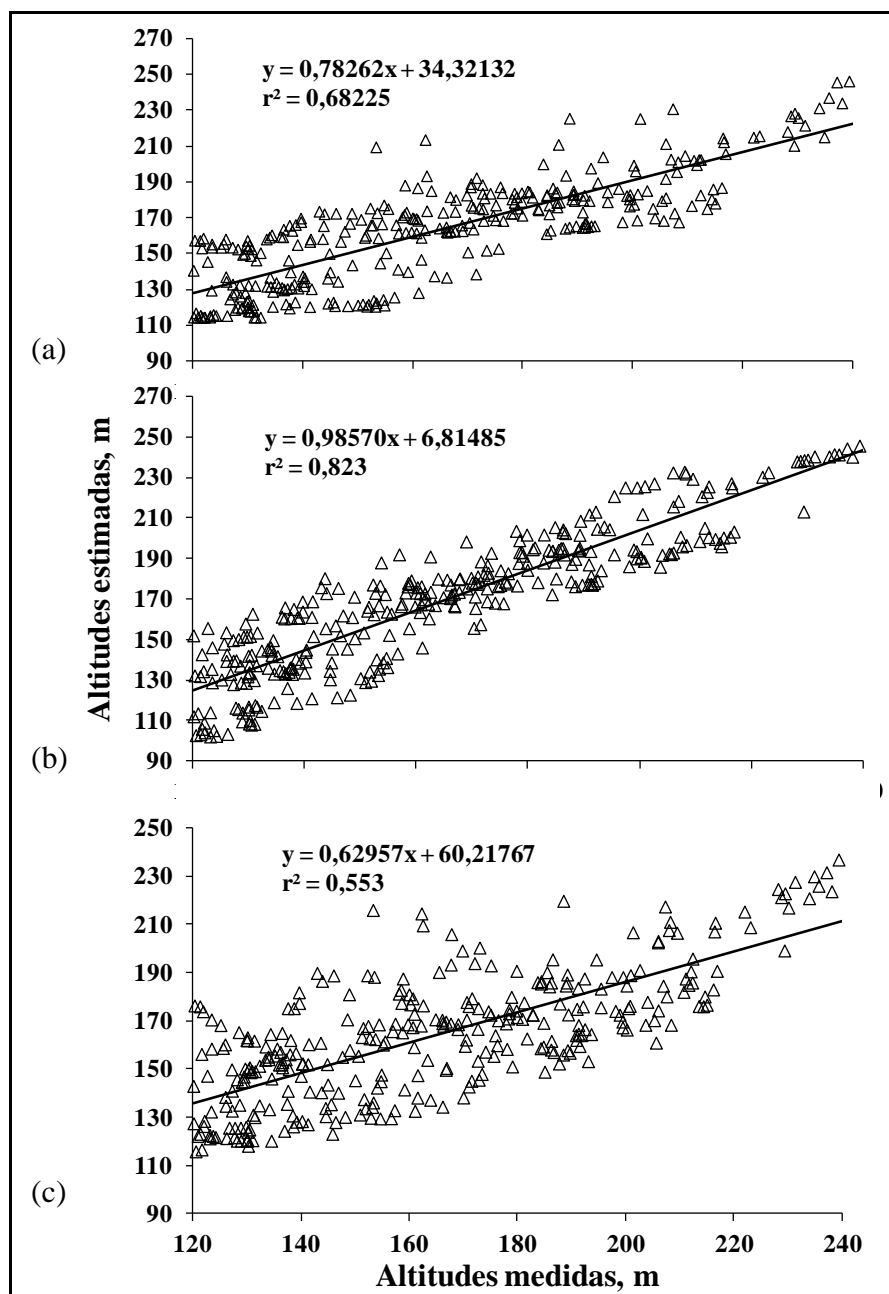 270
250
230
210
190
170
150
130
110
90
y = 0,78262x + 34,32132
r² = 0,68225
(a)
270
250
230
210
190
170
150
130
110
90
y = 0,98570x + 6,81485
r² = 0,823
(b)
Altitudes estimadas, m
250
230
210
190
170
150
130
110
90
y = 0,62957x + 60,21767
r² = 0,553
(c)
120 140 160 180 200 220 240
Altitudes medidas, m